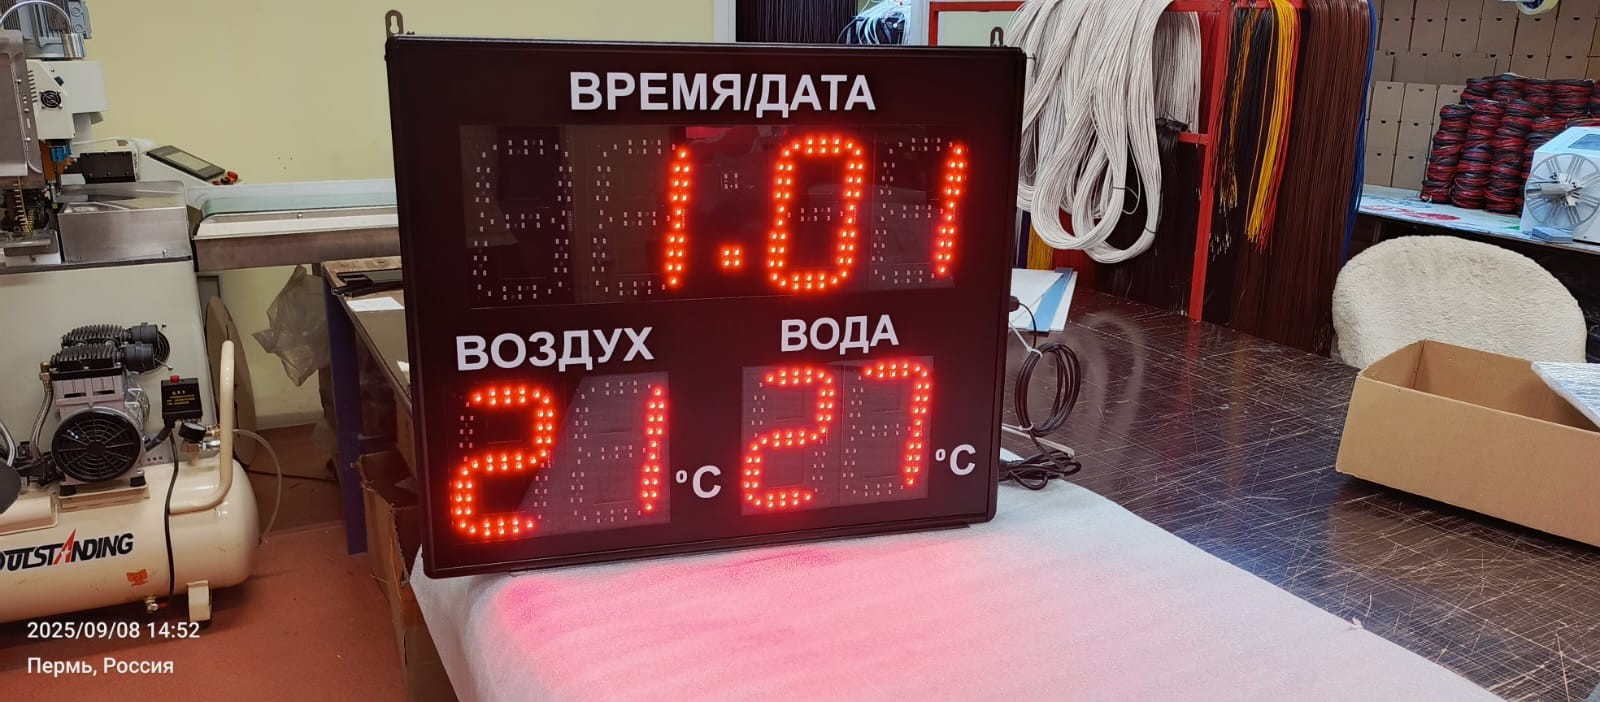 ВРЕМЯ/ДАТА
1.01
ВОЗДУХ
ВОДА
21 °C
27 °C
OUTSTANDING
2025/09/08 14:52
Пермь, Россия